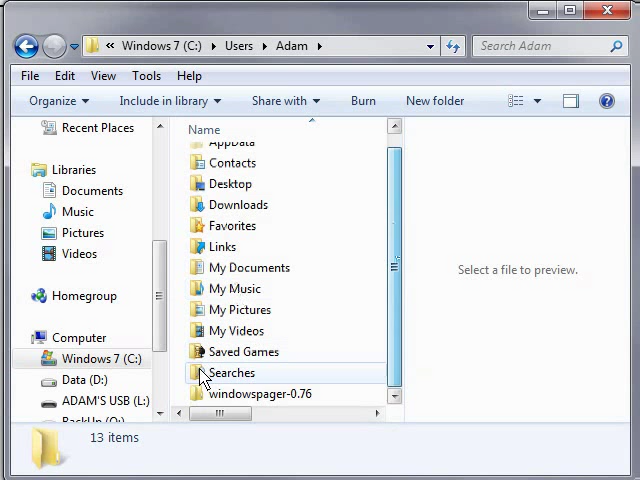 « Windows 7 (C:) Users Adam Search Adam
File Edit View Tools Help
Organize Include in library Share with Burn New folder
Recent Places
Libraries
Documents
Music
Pictures
Videos
Homegroup
Computer
Windows 7 (C:)
Data (D:)
ADAM'S USB (L:)
BackUp (O:)
Name
AppData
Contacts
Desktop
Downloads
Favorites
Links
My Documents
My Music
My Pictures
My Videos
Saved Games
Searches
windowspager-0.76
Select a file to preview.
13 items